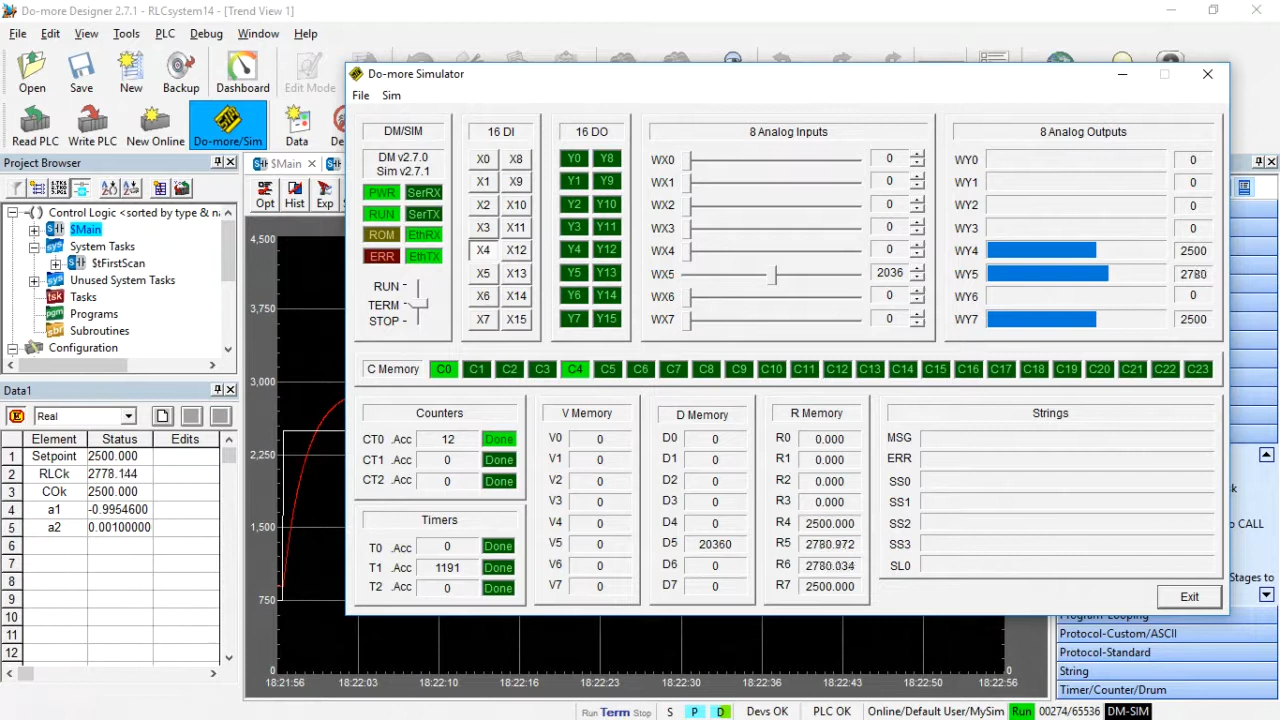 Do-more Designer 2.7.1 - RLCsystem14 - [Trend View 1]
File Edit View Tools PLC Debug Window Help
Open Save New Backup Dashboard Edit Mode
Read PLC Write PLC New Online Do-more/Sim Data
Project Browser
$Main
Opt Hist Exp
Control Logic <sorted by type & na
$Main
System Tasks
$tFirstScan
Unused System Tasks
Tasks
Programs
Subroutines
Configuration
Data1
Real
Element Status Edits
1 Setpoint 2500.000
2 RLCk 2778.144
3 COk 2500.000
4 a1 -0.9954600
5 a2 0.00100000
6
7
8
9
10
11
12
4,500
3,750
3,000
2,250
1,500
750
0
18:21:56 18:22:03 18:22:10 18:22:16 18:22:23 18:22:30 18:22:36 18:22:43 18:22:50 18:22:56
0
Do-more Simulator
File Sim
DM/SIM
DM v2.7.0
Sim v2.7.1
PWR SerRX
RUN SerTX
ROM EthRX
ERR EthTX
RUN -
TERM -
STOP -
16 DI
X0 X8
X1 X9
X2 X10
X3 X11
X4 X12
X5 X13
X6 X14
X7 X15
16 DO
Y0 Y8
Y1 Y9
Y2 Y10
Y3 Y11
Y4 Y12
Y5 Y13
Y6 Y14
Y7 Y15
8 Analog Inputs
WX0 0
WX1 0
WX2 0
WX3 0
WX4 0
WX5 2036
WX6 0
WX7 0
8 Analog Outputs
WY0 0
WY1 0
WY2 0
WY3 0
WY4 2500
WY5 2780
WY6 0
WY7 2500
C Memory C0 C1 C2 C3 C4 C5 C6 C7 C8 C9 C10 C11 C12 C13 C14 C15 C16 C17 C18 C19 C20 C21 C22 C23
Counters
CT0 .Acc 12 Done
CT1 .Acc 0 Done
CT2 .Acc 0 Done
Timers
T0 .Acc 0 Done
T1 .Acc 1191 Done
T2 .Acc 0 Done
V Memory
V0 0
V1 0
V2 0
V3 0
V4 0
V5 0
V6 0
V7 0
D Memory
D0 0
D1 0
D2 0
D3 0
D4 0
D5 20360
D6 0
D7 0
R Memory
R0 0.000
R1 0.000
R2 0.000
R3 0.000
R4 2500.000
R5 2780.972
R6 2780.034
R7 2500.000
Strings
MSG
ERR
SS0
SS1
SS2
SS3
SL0
Exit
to CALL
Stages to
Program-Looping
Protocol-Custom/ASCII
Protocol-Standard
String
Timer/Counter/Drum
Run Term Stop S P D Devs OK PLC OK Online/Default User/MySim Run 00274/65536 DM-SIM